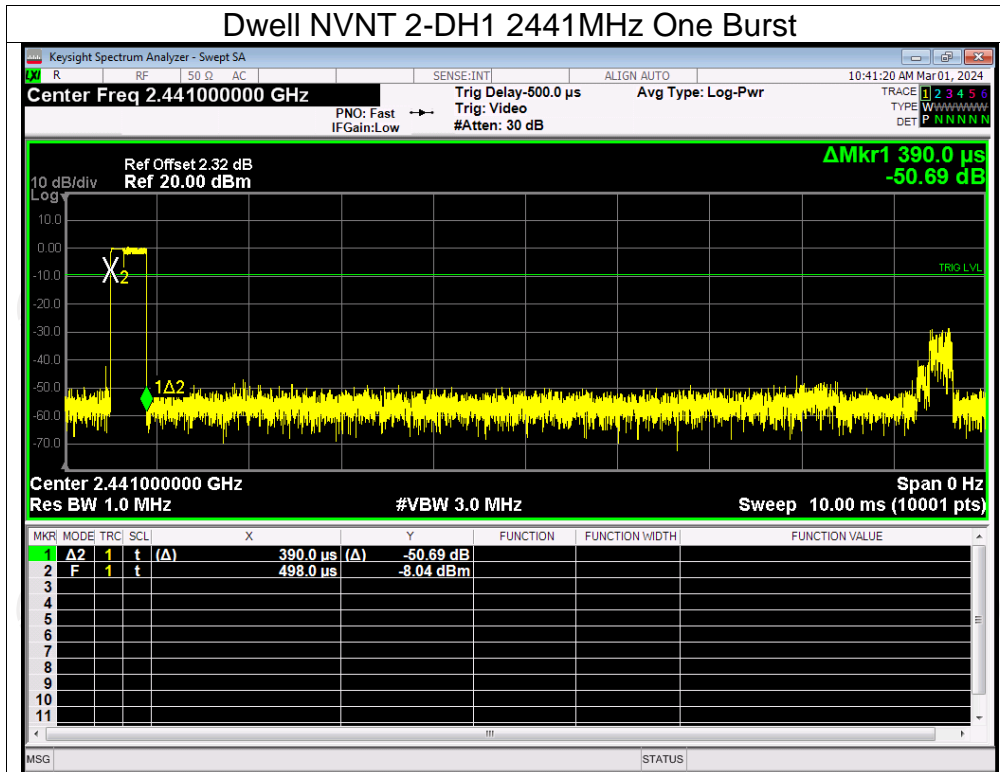 Dwell NVNT 2-DH1 2441MHz One Burst
Keysight Spectrum Analyzer - Swept SA
LXI R RF 50 Ω AC SENSE:INT ALIGN AUTO 10:41:20 AM Mar 01, 2024
Center Freq 2.441000000 GHz Trig Delay-500.0 µs Avg Type: Log-Pwr TRACE 1 2 3 4 5 6
PNO: Fast Trig: Video TYPE WWWWWW
IFGain:Low #Atten: 30 dB DET P N N N N N
ΔMkr1 390.0 µs
-50.69 dB
Ref Offset 2.32 dB
10 dB/div Ref 20.00 dBm
Log
10.0
0.00
-10.0
-20.0
-30.0
-40.0
-50.0
-60.0
-70.0
X2
1Δ2
TRIG LVL
Center 2.441000000 GHz Span 0 Hz
Res BW 1.0 MHz #VBW 3.0 MHz Sweep 10.00 ms (10001 pts)
MKR MODE TRC SCL X Y FUNCTION FUNCTION WIDTH FUNCTION VALUE
1 Δ2 1 t (Δ) 390.0 µs (Δ) -50.69 dB
2 F 1 t 498.0 µs -8.04 dBm
3
4
5
6
7
8
9
10
11
MSG STATUS